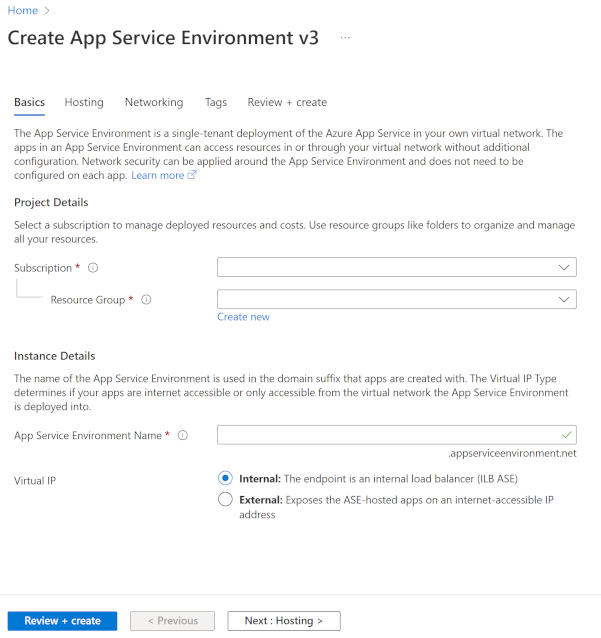 Home >
Create App Service Environment v3 ...
Basics Hosting Networking Tags Review + create
The App Service Environment is a single-tenant deployment of the Azure App Service in your own virtual network. The
apps in an App Service Environment can access resources in or through your virtual network without additional
configuration. Network security can be applied around the App Service Environment and does not need to be
configured on each app. Learn more
Project Details
Select a subscription to manage deployed resources and costs. Use resource groups like folders to organize and manage
all your resources.
Subscription *
Resource Group *
Create new
Instance Details
The name of the App Service Environment is used in the domain suffix that apps are created with. The Virtual IP Type
determines if your apps are internet accessible or only accessible from the virtual network the App Service Environment
is deployed into.
App Service Environment Name *
.appserviceenvironment.net
Virtual IP
Internal: The endpoint is an internal load balancer (ILB ASE)
External: Exposes the ASE-hosted apps on an internet-accessible IP
address
Review + create < Previous Next : Hosting >